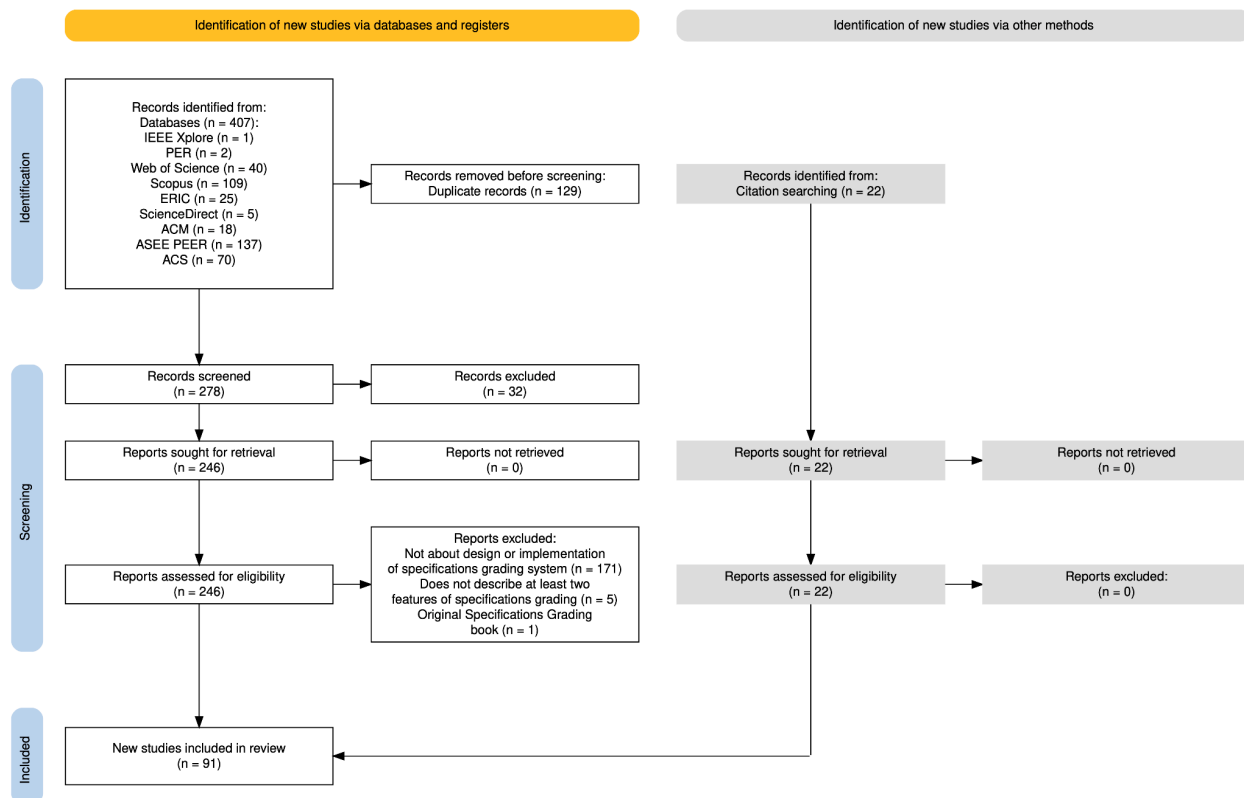 Identification of new studies via databases and registers
Identification of new studies via other methods
Identification
Records identified from:
Databases (n = 407):
IEEE Xplore (n = 1)
PER (n = 2)
Web of Science (n = 40)
Scopus (n = 109)
ERIC (n = 25)
ScienceDirect (n = 5)
ACM (n = 18)
ASEE PEER (n = 137)
ACS (n = 70)
Records removed before screening:
Duplicate records (n = 129)
Records identified from:
Citation searching (n = 22)
Screening
Records screened
(n = 278)
Records excluded
(n = 32)
Reports sought for retrieval
(n = 246)
Reports not retrieved
(n = 0)
Reports sought for retrieval
(n = 22)
Reports not retrieved
(n = 0)
Reports assessed for eligibility
(n = 246)
Reports excluded:
Not about design or implementation
of specifications grading system (n = 171)
Does not describe at least two
features of specifications grading (n = 5)
Original Specifications Grading
book (n = 1)
Reports assessed for eligibility
(n = 22)
Reports excluded:
(n = 0)
Included
New studies included in review
(n = 91)